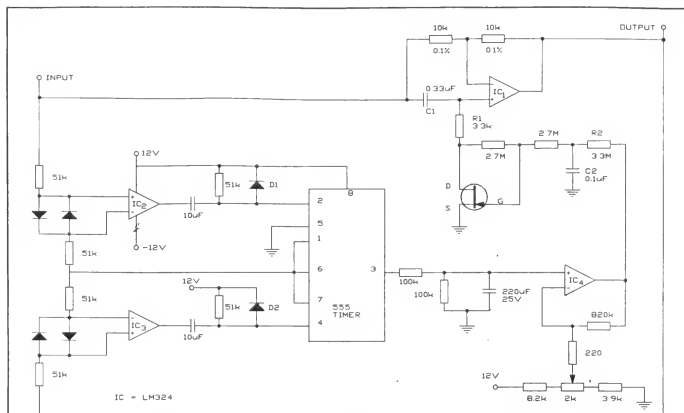 OUTPUT
10k
10k
0.1%
0.1%
INPUT
0.33uF
IC1
C1
R1
3.3k
2.7M
2.7M
R2
3.3M
C2
0.1uF
51k
12V
51k
D1
8
IC2
10uF
2
D
S
G
-12V
5
51k
1
6
3
100k
100k
220uF
25V
IC4
51k
12V
51k
D2
7
555
TIMER
820k
IC3
10uF
4
220
51k
12V
8.2k
2k
3.9k
IC = LM324